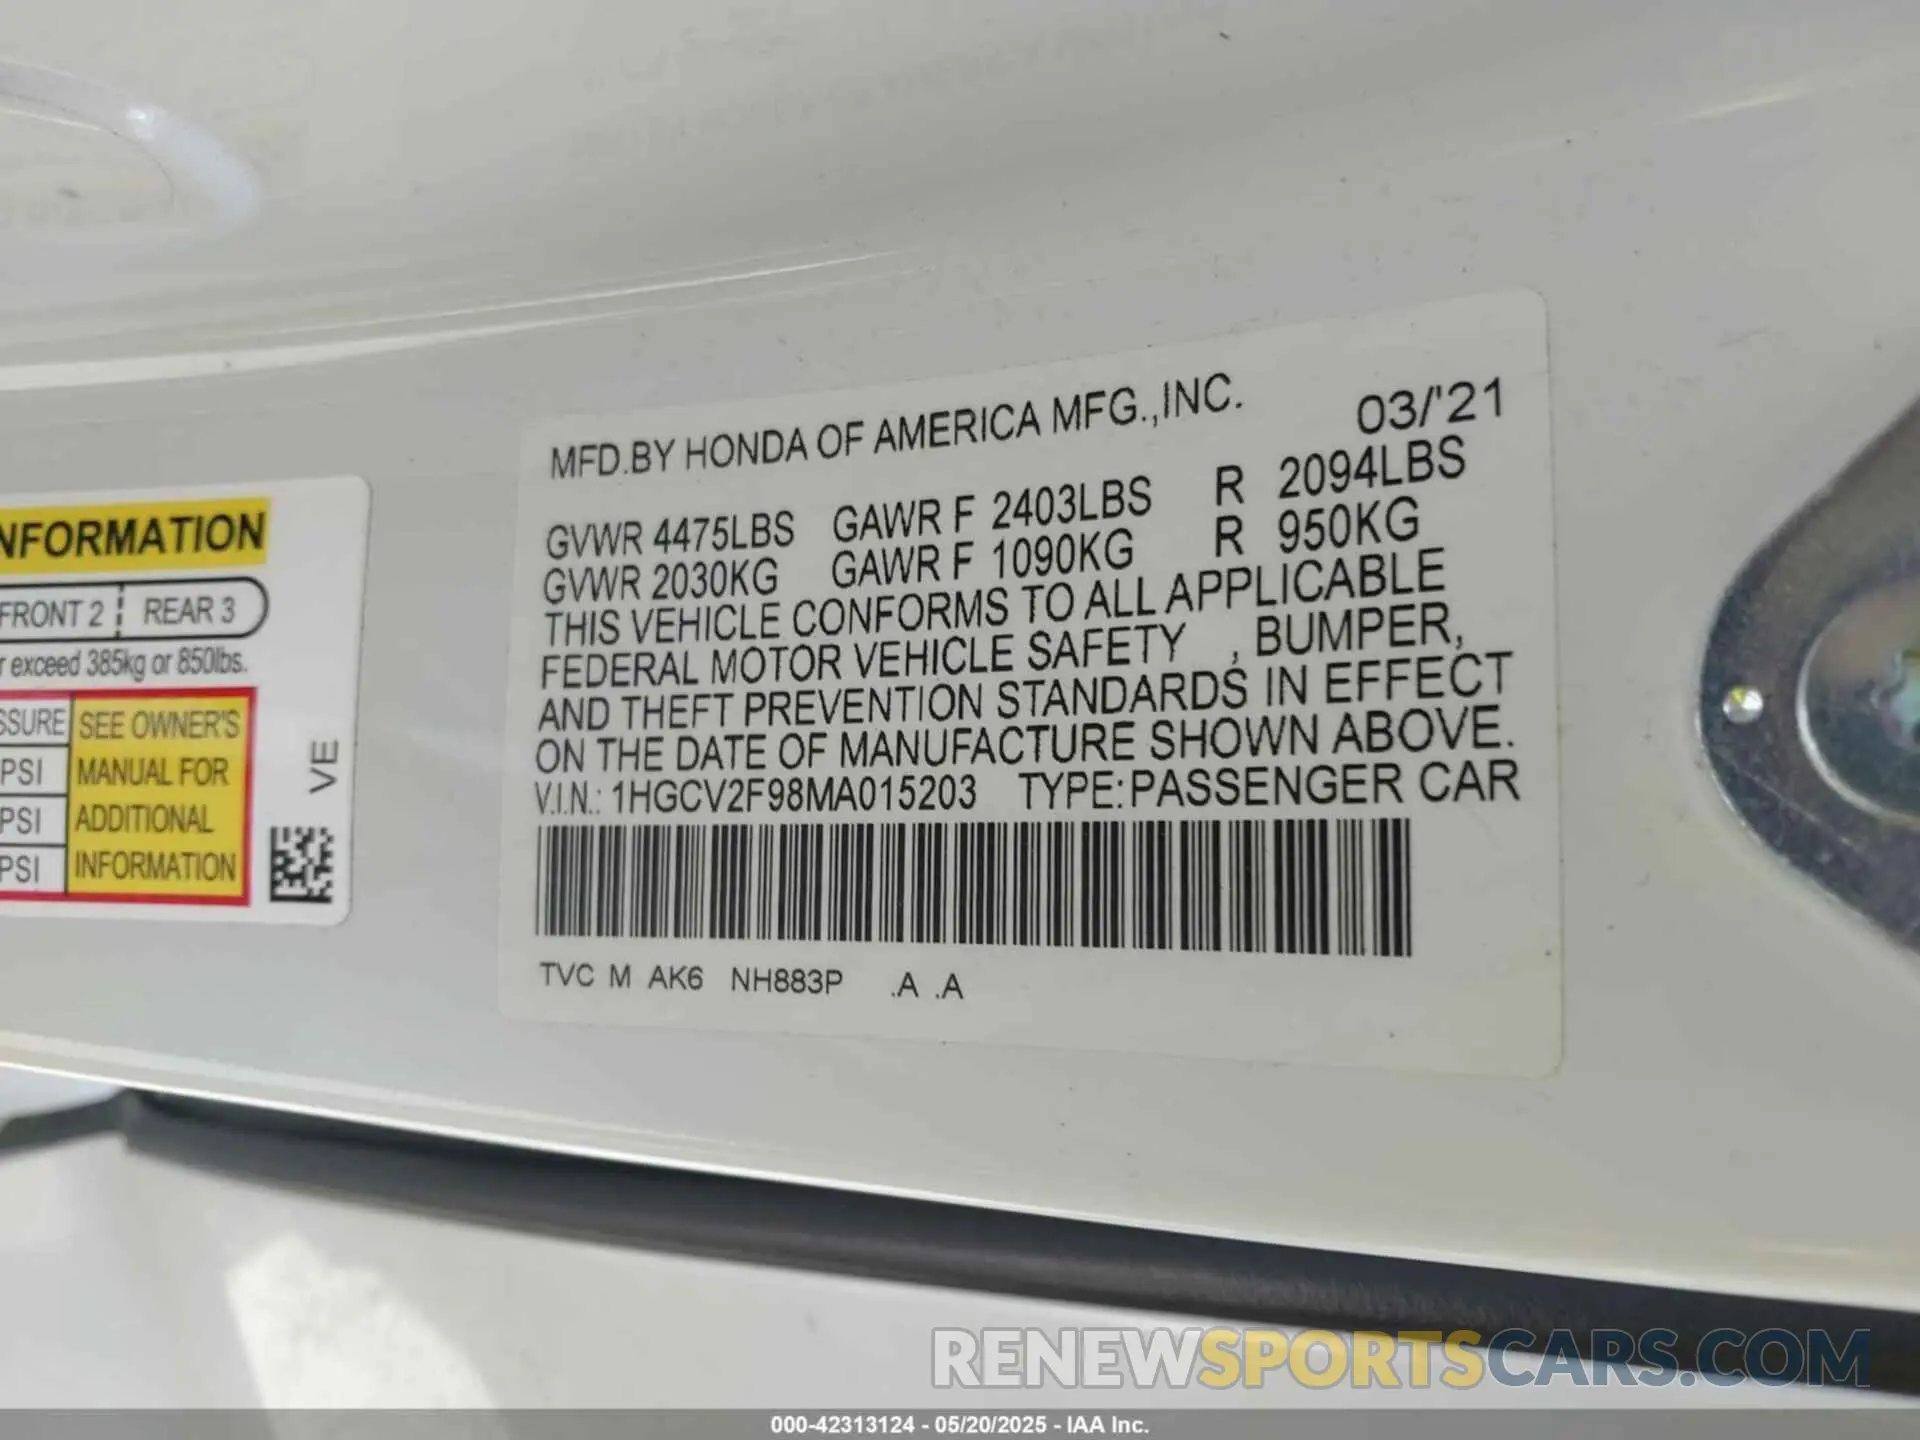 NFORMATION
FRONT 2 REAR 3
exceed 385kg or 850lbs.
SSURE SEE OWNER'S
PSI MANUAL FOR
PSI ADDITIONAL
PSI INFORMATION
VE
MFD.BY HONDA OF AMERICA MFG.,INC. 03/'21
GVWR 4475LBS GAWR F 2403LBS R 2094LBS
GVWR 2030KG GAWR F 1090KG R 950KG
THIS VEHICLE CONFORMS TO ALL APPLICABLE
FEDERAL MOTOR VEHICLE SAFETY , BUMPER,
AND THEFT PREVENTION STANDARDS IN EFFECT
ON THE DATE OF MANUFACTURE SHOWN ABOVE.
V.I.N.: 1HGCV2F98MA015203 TYPE:PASSENGER CAR
TVC M AK6 NH883P .A .A
RENEWSPORTSCARS.COM
000-42313124 - 05/20/2025 - IAA Inc.